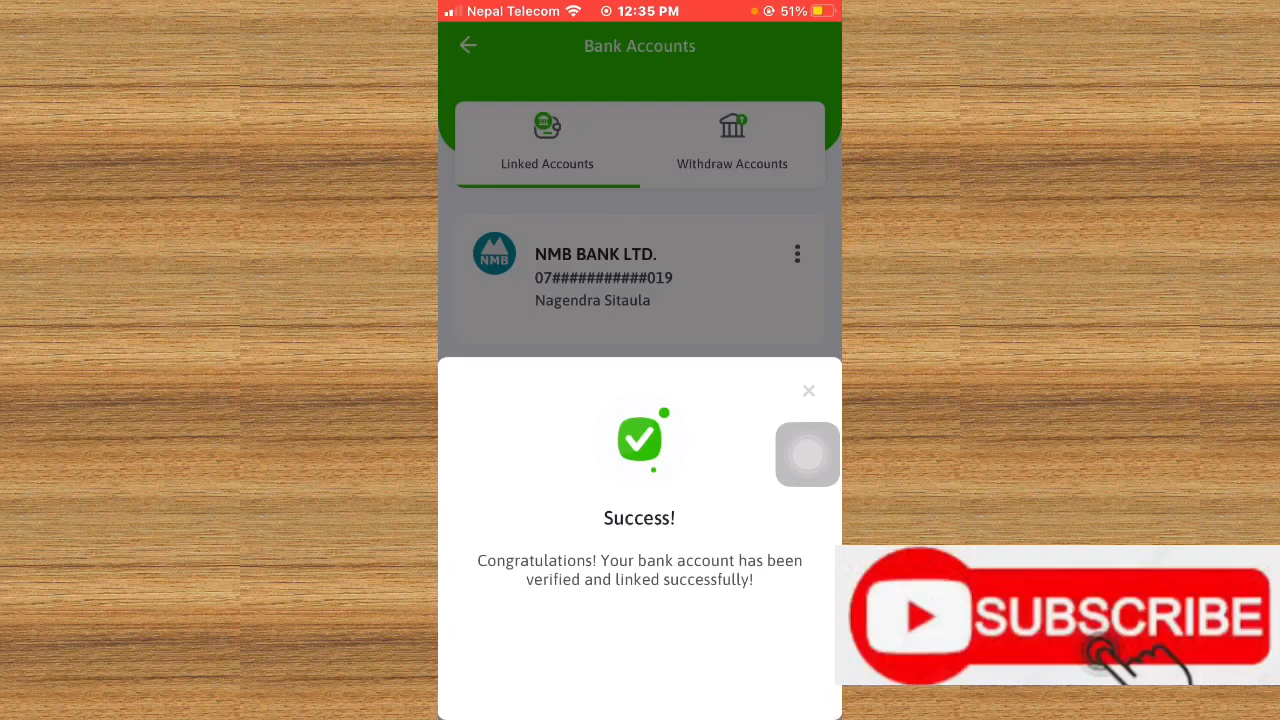 Nepal Telecom 12:35 PM 51%
Bank Accounts
Linked Accounts Withdraw Accounts
NMB BANK LTD.
NMB
07###########019
Nagendra Sitaula
Success!
Congratulations! Your bank account has been
verified and linked successfully!
SUBSCRIBE